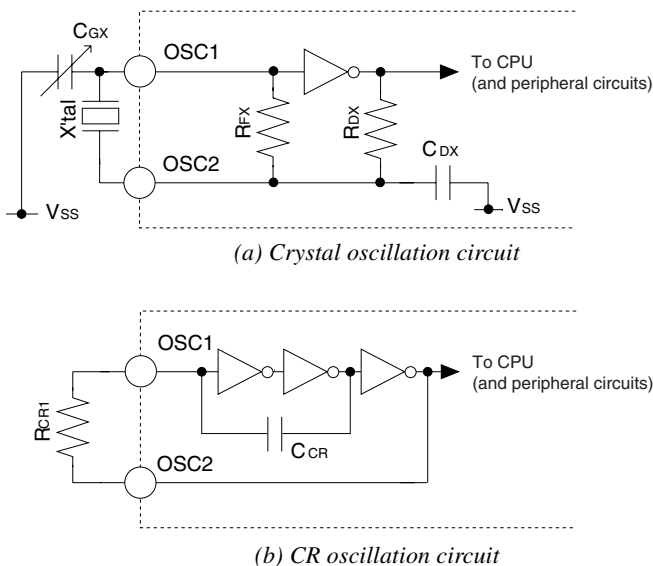 CGX
OSC1
To CPU
(and peripheral circuits)
X'tal
RFX
RDX
CDX
OSC2
VSS
VSS
(a) Crystal oscillation circuit
OSC1
To CPU
(and peripheral circuits)
RCR1
CCR
OSC2
(b) CR oscillation circuit